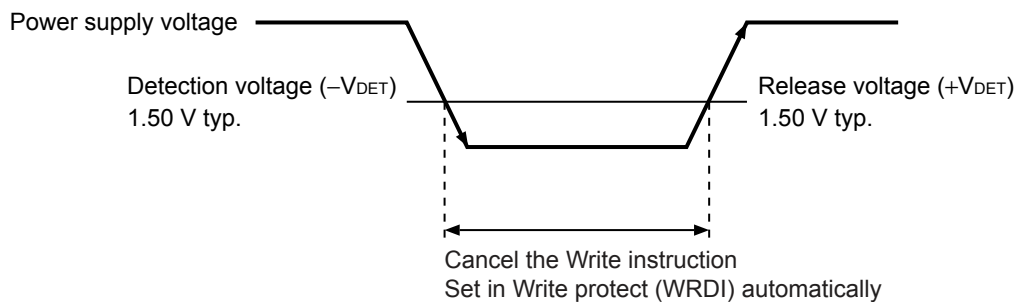 Power supply voltage
Detection voltage (−VDET)
1.50 V typ.
Release voltage (+VDET)
1.50 V typ.
Cancel the Write instruction
Set in Write protect (WRDI) automatically